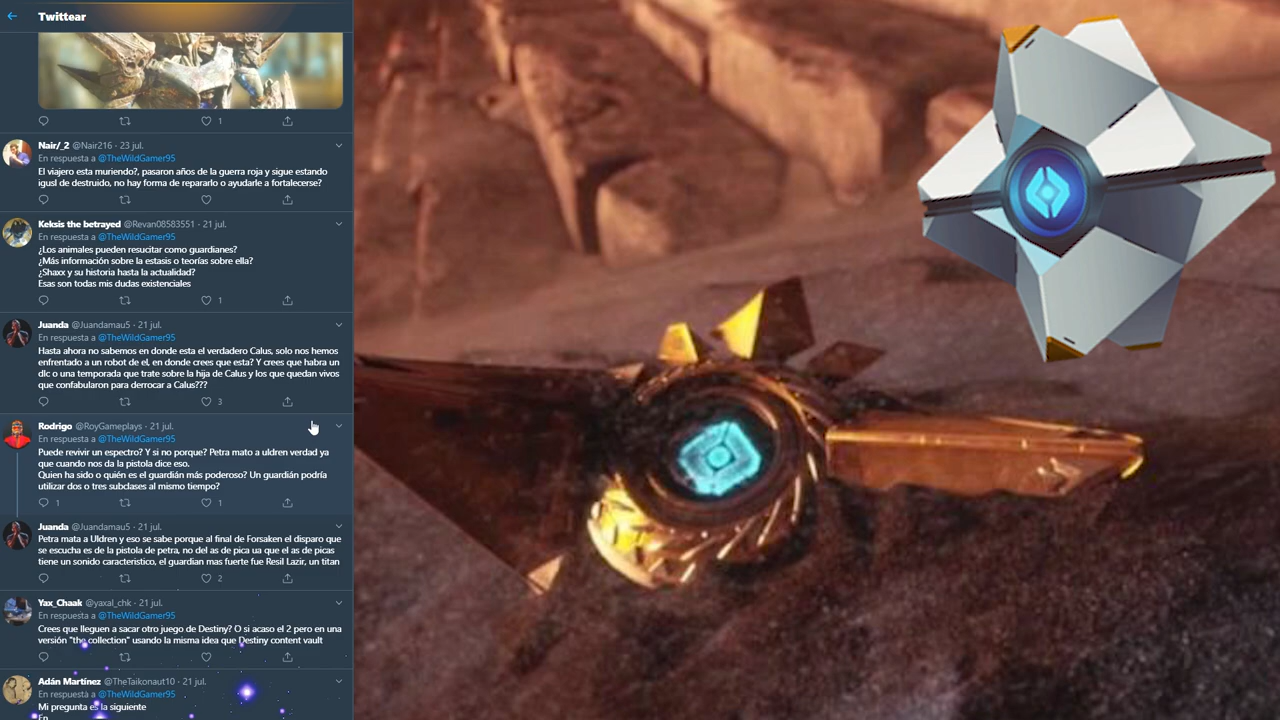 Twittear
1
Nair/_2 @Nair216 · 23 jul.
En respuesta a @TheWildGamer95
El viajero esta muriendo?, pasaron años de la guerra roja y sigue estando
igusl de destruido, no hay forma de repararlo o ayudarle a fortalecerse?
Keksis the betrayed @Revan08583551 · 21 jul.
En respuesta a @TheWildGamer95
¿Los animales pueden resucitar como guardianes?
¿Más información sobre la estasis o teorías sobre ella?
¿Shaxx y su historia hasta la actualidad?
Esas son todas mis dudas existenciales
1
Juanda @Juandamau5 · 21 jul.
En respuesta a @TheWildGamer95
Hasta ahora no sabemos en donde esta el verdadero Calus, solo nos hemos
enfrentado a un robot de el, en donde crees que esta? Y crees que habra un
dlc o una temporada que trate sobre la hija de Calus y los que quedan vivos
que confabularon para derrocar a Calus???
3
Rodrigo @RoyGameplays · 21 jul.
En respuesta a @TheWildGamer95
Puede revivir un espectro? Y si no porque? Petra mato a uldren verdad ya
que cuando nos da la pistola dice eso.
Quien ha sido o quién es el guardián más poderoso? Un guardián podría
utilizar dos o tres subclases al mismo tiempo?
1 1
Juanda @Juandamau5 · 21 jul.
Petra mata a Uldren y eso se sabe porque al final de Forsaken el disparo que
se escucha es de la pistola de petra, no del as de pica ua que el as de picas
tiene un sonido caracteristico, el guardian mas fuerte fue Resil Lazir, un titan
2
Yax_Chaak @yaxal_chk · 21 jul.
En respuesta a @TheWildGamer95
Crees que lleguen a sacar otro juego de Destiny? O si acaso el 2 pero en una
versión "the collection" usando la misma idea que Destiny content vault
Adán Martínez @TheTaikonaut10 · 21 jul.
En respuesta a @TheWildGamer95
Mi pregunta es la siguiente
En